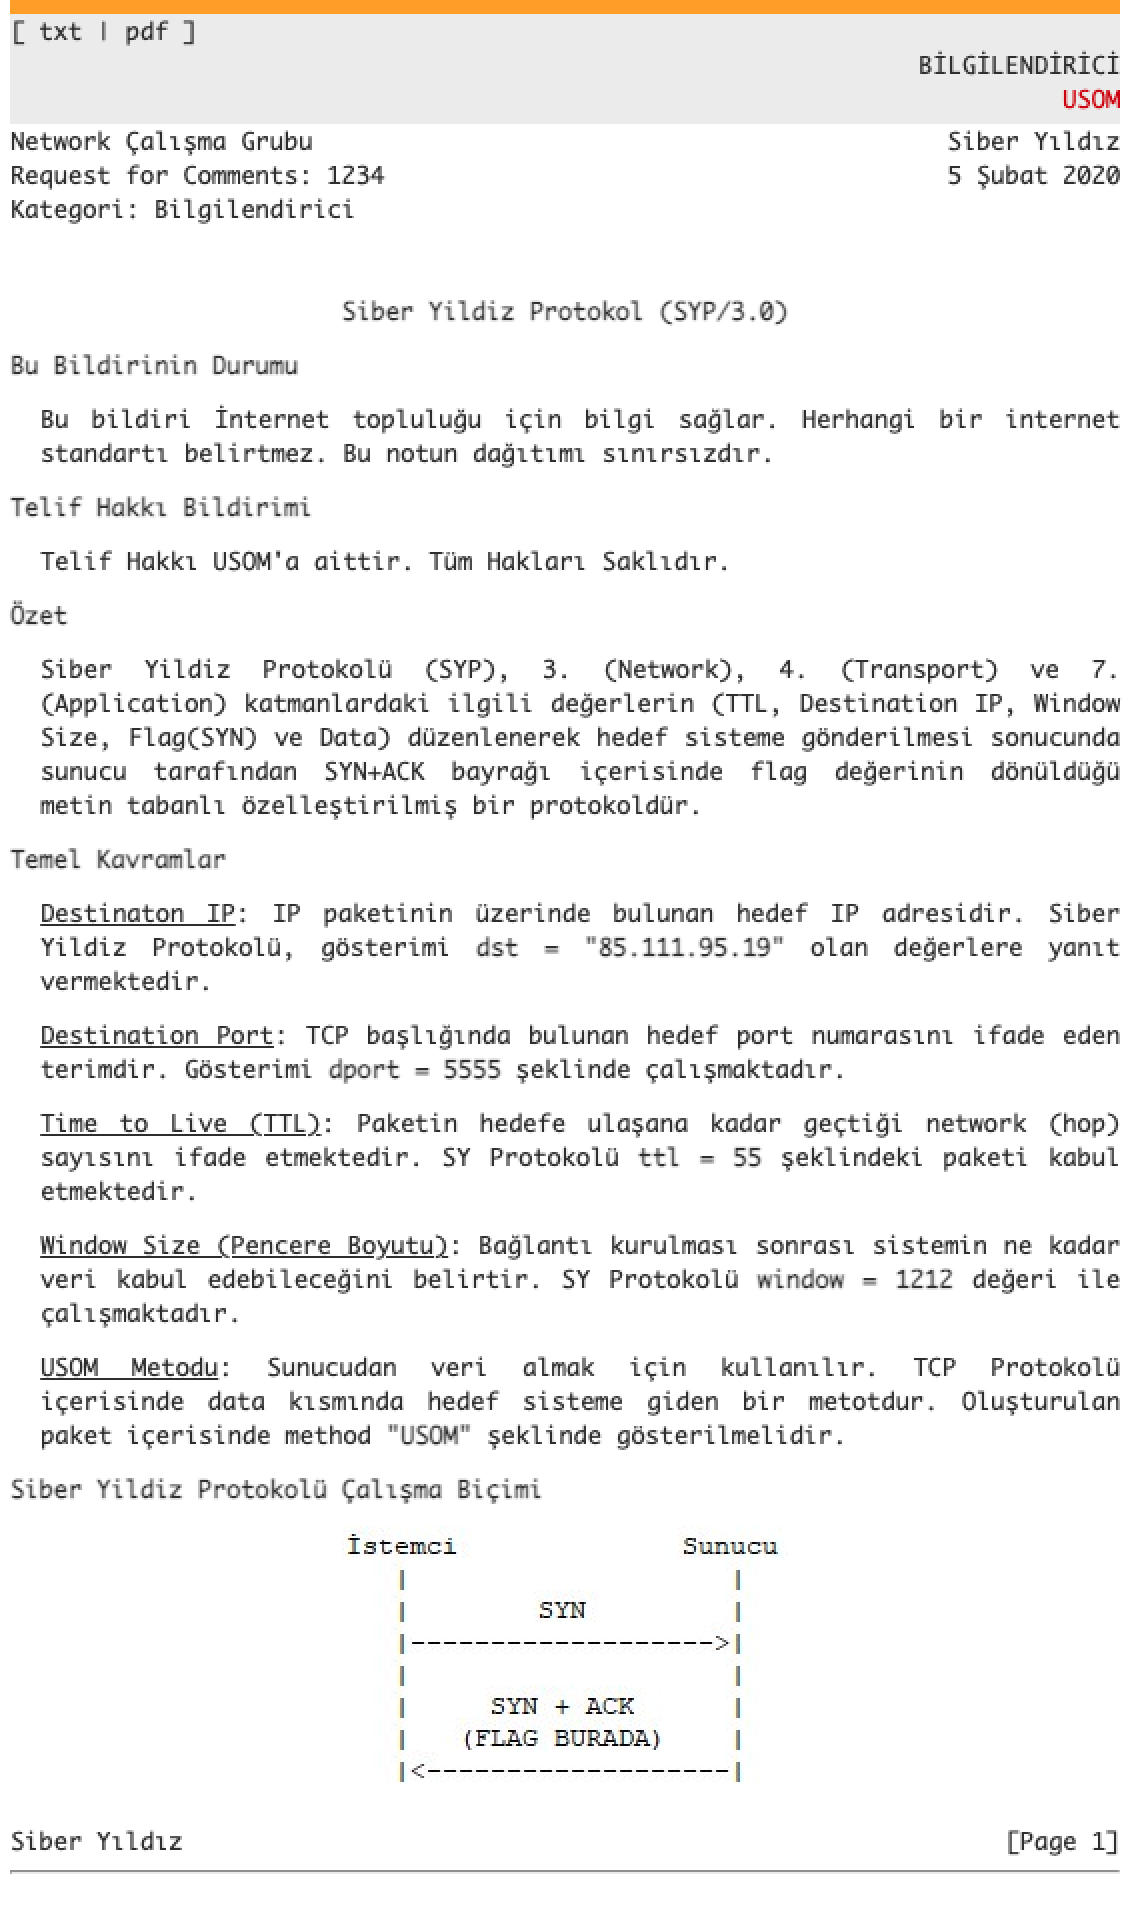 [ txt | pdf ]
BİLGİLENDİRİCİ
USOM
Network Çalışma Grubu Siber Yıldız
Request for Comments: 1234 5 Şubat 2020
Kategori: Bilgilendirici
Siber Yildiz Protokol (SYP/3.0)
Bu Bildirinin Durumu
Bu bildiri İnternet topluluğu için bilgi sağlar. Herhangi bir internet
standartı belirtmez. Bu notun dağıtımı sınırsızdır.
Telif Hakkı Bildirimi
Telif Hakkı USOM'a aittir. Tüm Hakları Saklıdır.
Özet
Siber Yildiz Protokolü (SYP), 3. (Network), 4. (Transport) ve 7.
(Application) katmanlardaki ilgili değerlerin (TTL, Destination IP, Window
Size, Flag(SYN) ve Data) düzenlenerek hedef sisteme gönderilmesi sonucunda
sunucu tarafından SYN+ACK bayrağı içerisinde flag değerinin dönüldüğü
metin tabanlı özelleştirilmiş bir protokoldür.
Temel Kavramlar
Destinaton IP: IP paketinin üzerinde bulunan hedef IP adresidir. Siber
Yildiz Protokolü, gösterimi dst = "85.111.95.19" olan değerlere yanıt
vermektedir.
Destination Port: TCP başlığında bulunan hedef port numarasını ifade eden
terimdir. Gösterimi dport = 5555 şeklinde çalışmaktadır.
Time to Live (TTL): Paketin hedefe ulaşana kadar geçtiği network (hop)
sayısını ifade etmektedir. SY Protokolü ttl = 55 şeklindeki paketi kabul
etmektedir.
Window Size (Pencere Boyutu): Bağlantı kurulması sonrası sistemin ne kadar
veri kabul edebileceğini belirtir. SY Protokolü window = 1212 değeri ile
çalışmaktadır.
USOM Metodu: Sunucudan veri almak için kullanılır. TCP Protokolü
içerisinde data kısmında hedef sisteme giden bir metotdur. Oluşturulan
paket içerisinde method "USOM" şeklinde gösterilmelidir.
Siber Yildiz Protokolü Çalışma Biçimi
İstemci Sunucu
| |
| SYN |
|------------------->|
| |
| SYN + ACK |
| (FLAG BURADA) |
|<-------------------|
Siber Yıldız [Page 1]